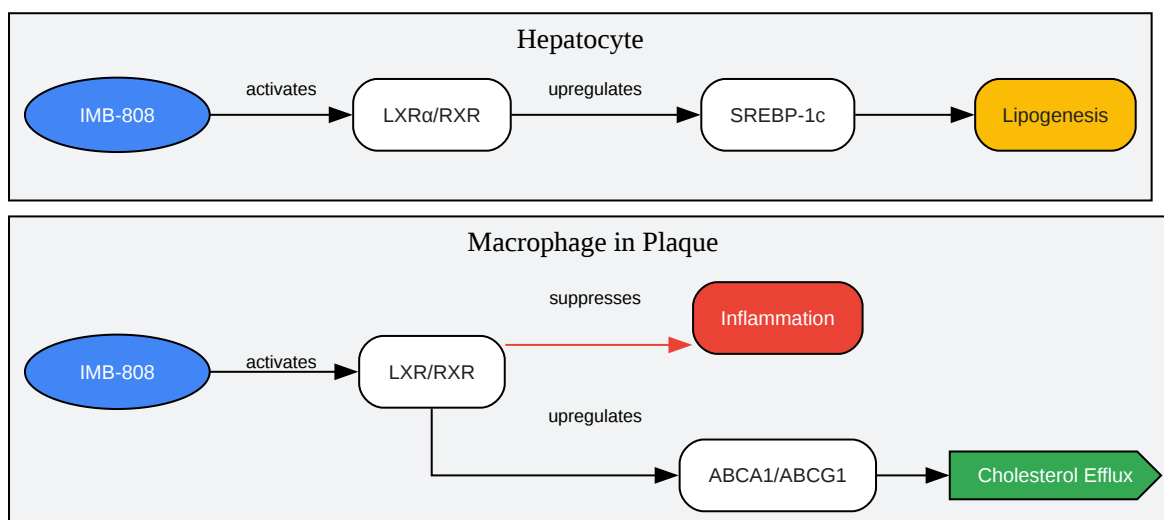 Hepatocyte
IMB-808
activates
LXRα/RXR
upregulates
SREBP-1c
Lipogenesis
Macrophage in Plaque
IMB-808
activates
LXR/RXR
suppresses
Inflammation
upregulates
ABCA1/ABCG1
Cholesterol Efflux